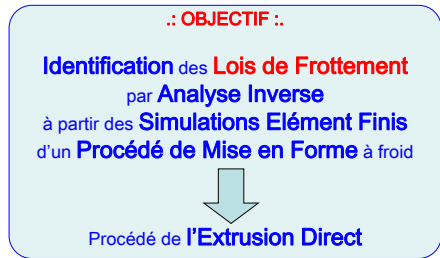 .: OBJECTIF :.
Identification des Lois de Frottement
par Analyse Inverse
à partir des Simulations Elément Finis
d'un Procédé de Mise en Forme à froid
Procédé de l'Extrusion Direct